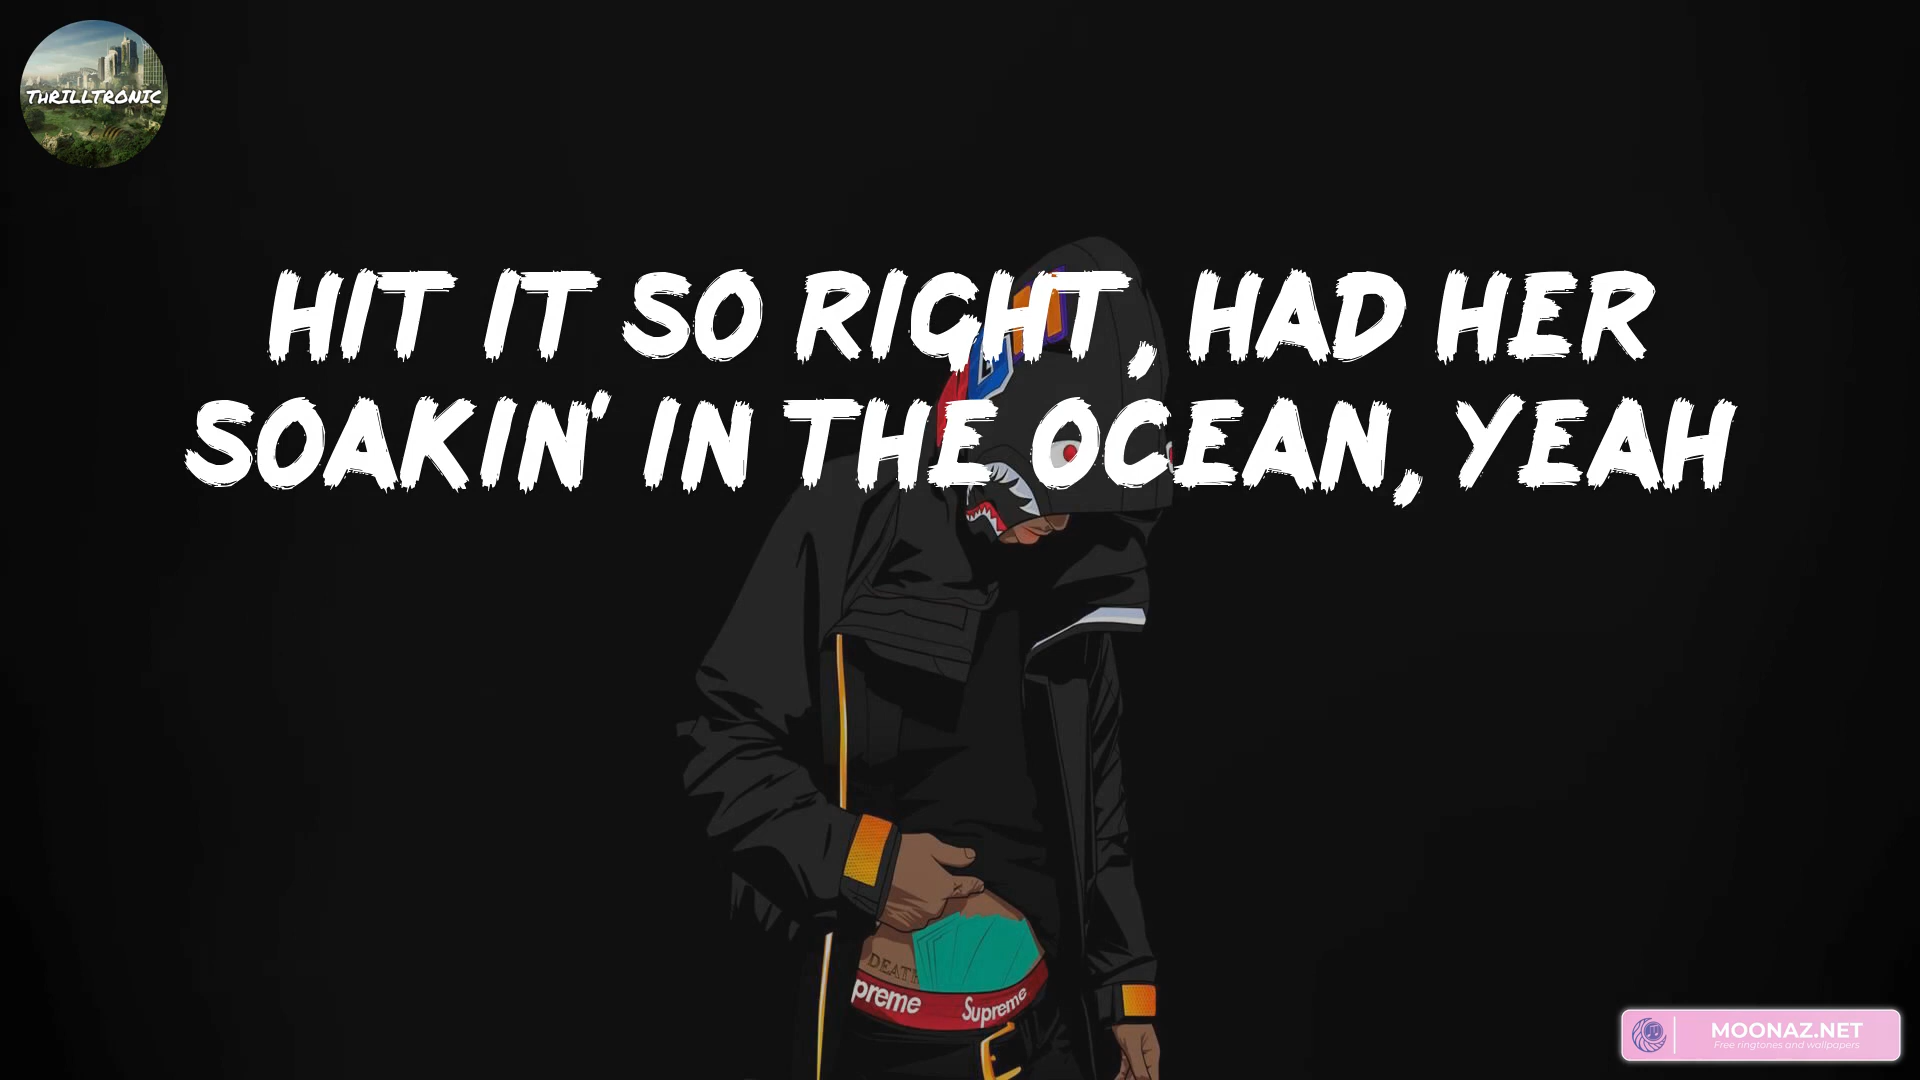 THRILLTRONIC
HIT IT SO RIGHT, HAD HER
SOAKIN' IN THE OCEAN, YEAH
DEATH
preme Supreme
MOONAZ.NET
Free ringtones and wallpapers